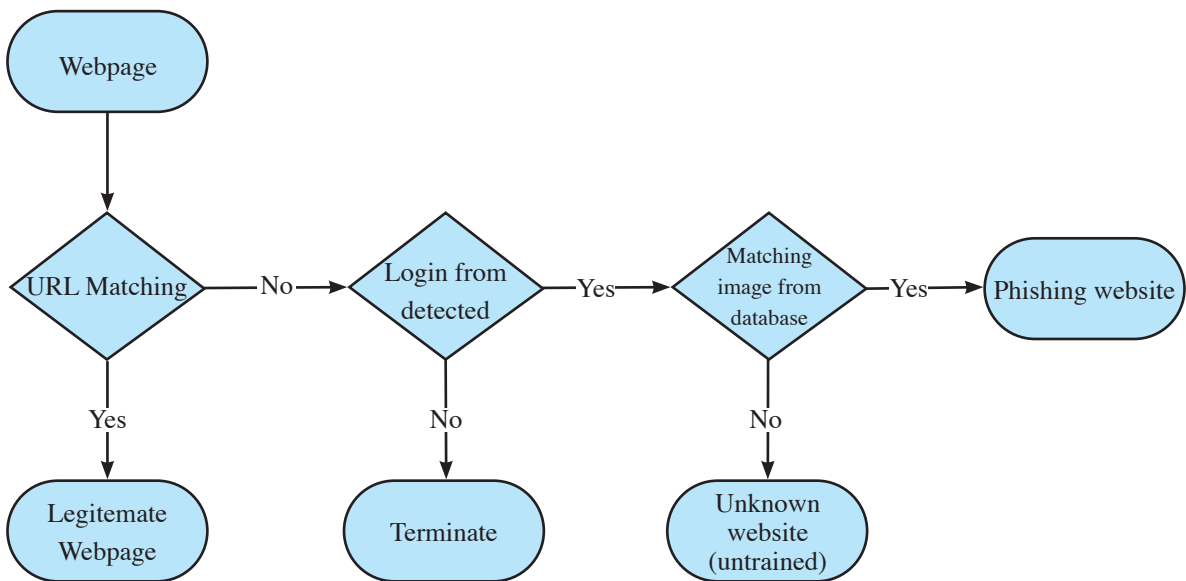 Webpage
URL Matching
No
Login from
detected
Yes
Matching
image from
database
Yes
Phishing website
Yes
No
No
Legitemate
Webpage
Terminate
Unknown
website
(untrained)